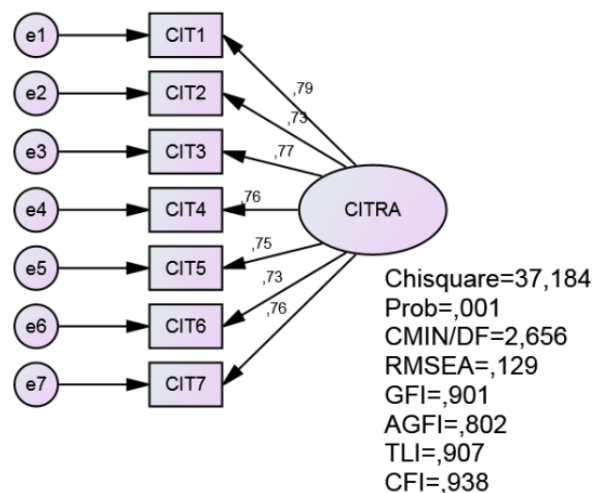 e1 CIT1
,79
e2 CIT2
,73
e3 CIT3
,77
e4 CIT4 ,76 CITRA
e5 CIT5
,75
e6 CIT6
,73
e7 CIT7
,76
Chisquare=37,184
Prob=,001
CMIN/DF=2,656
RMSEA=,129
GFI=,901
AGFI=,802
TLI=,907
CFI=,938